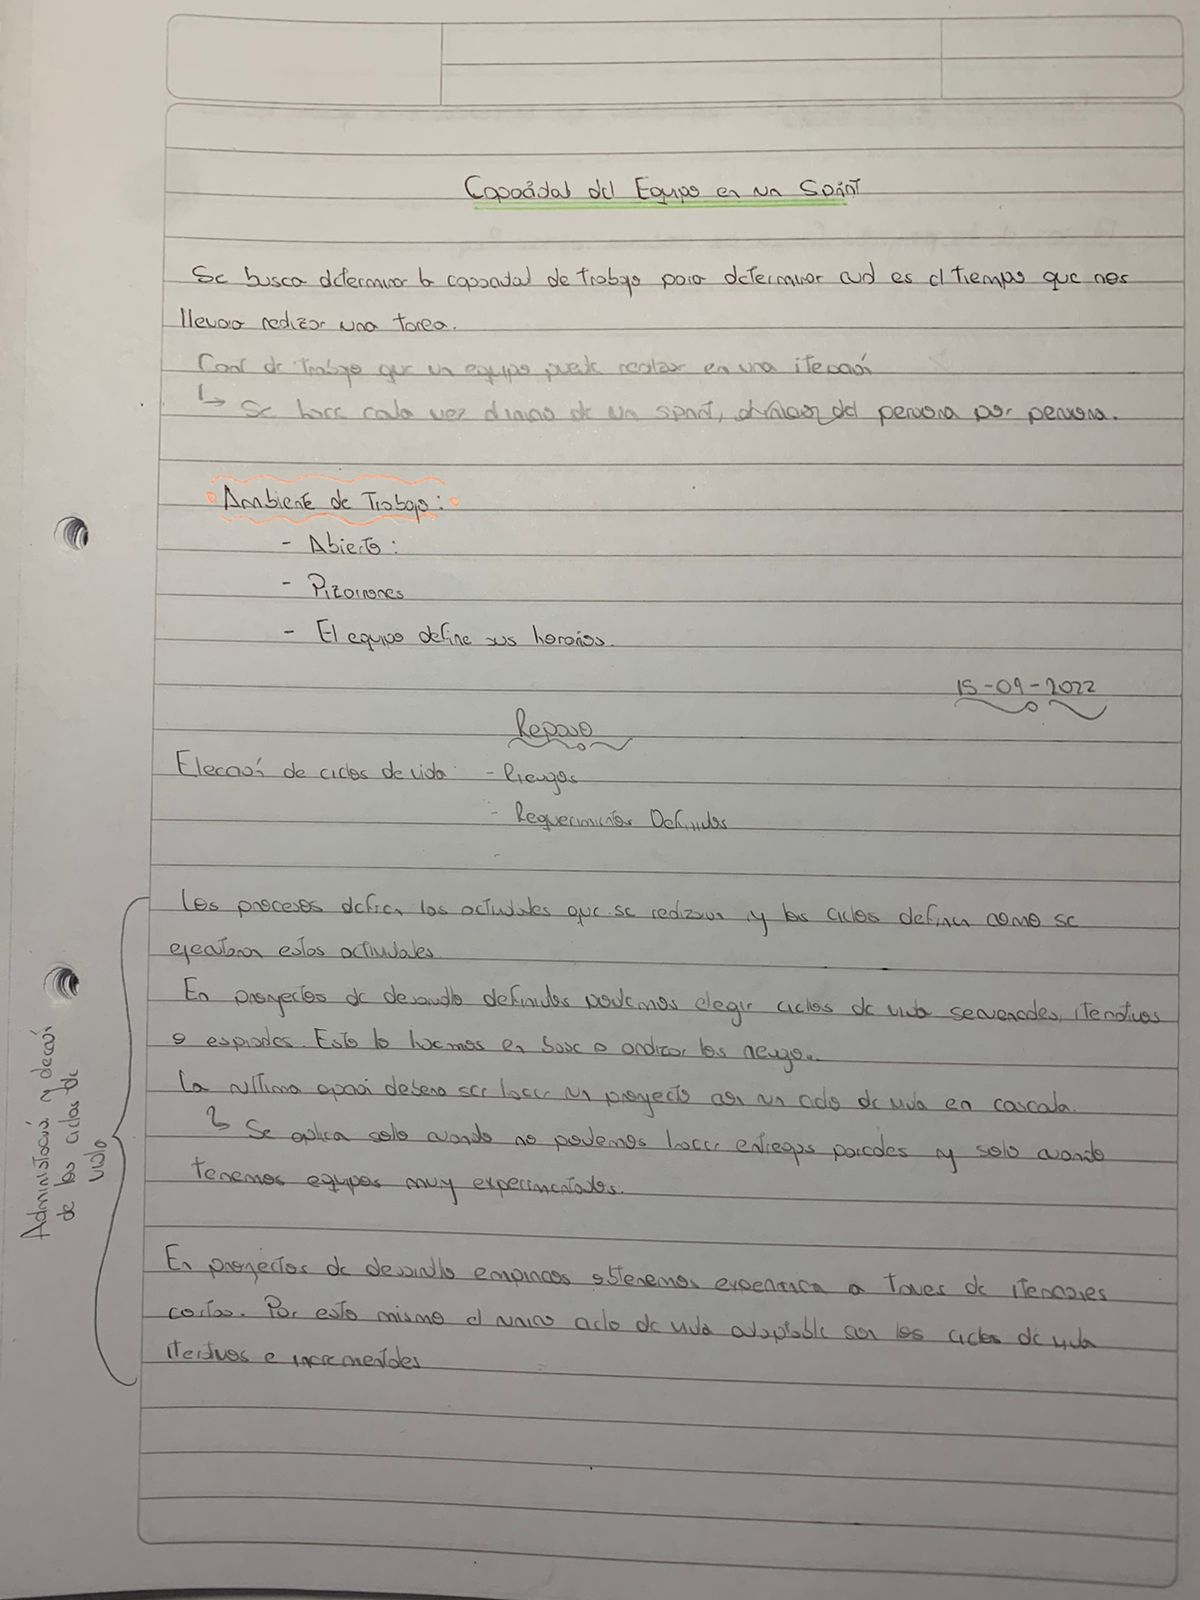 Capacidad del Equipo en un Sprint
Se busca determinar la capacidad de trabajo para determinar cual es el tiempo que nos
llevara realizar una tarea.
Cant de trabajo que un equipo puede realizar en una iteración
↳ Se hace cada vez de un sprint, del persona por persona.
Ambiente de Trabajo:
- Abierto:
- Pizarrones
- El equipo define sus horarios.
15-09-2022
Repaso
Elección de ciclos de vida - Riesgos
- Requerimientos Definidos
Los procesos definen las actividades que se realizaran y los ciclos definen como se
ejecutaran estas actividades.
En proyectos de desarrollo definidos podemos elegir ciclos de vida secuenciales, iterativos
o espirales. Esto lo hacemos en base a analizar los riesgos.
La ultima opción debera ser hacer un proyecto con un ciclo de vida en cascada.
↳ Se aplica solo cuando no podemos hacer entregas parciales y solo cuando
tenemos equipos muy experimentados.
En proyectos de desarrollo empiricos obtenemos experiencia a traves de iteraciones
cortas. Por esto mismo el unico ciclo de vida adaptable son los ciclos de vida
iterativos e incrementales
Administración y
de los ciclos de
vida